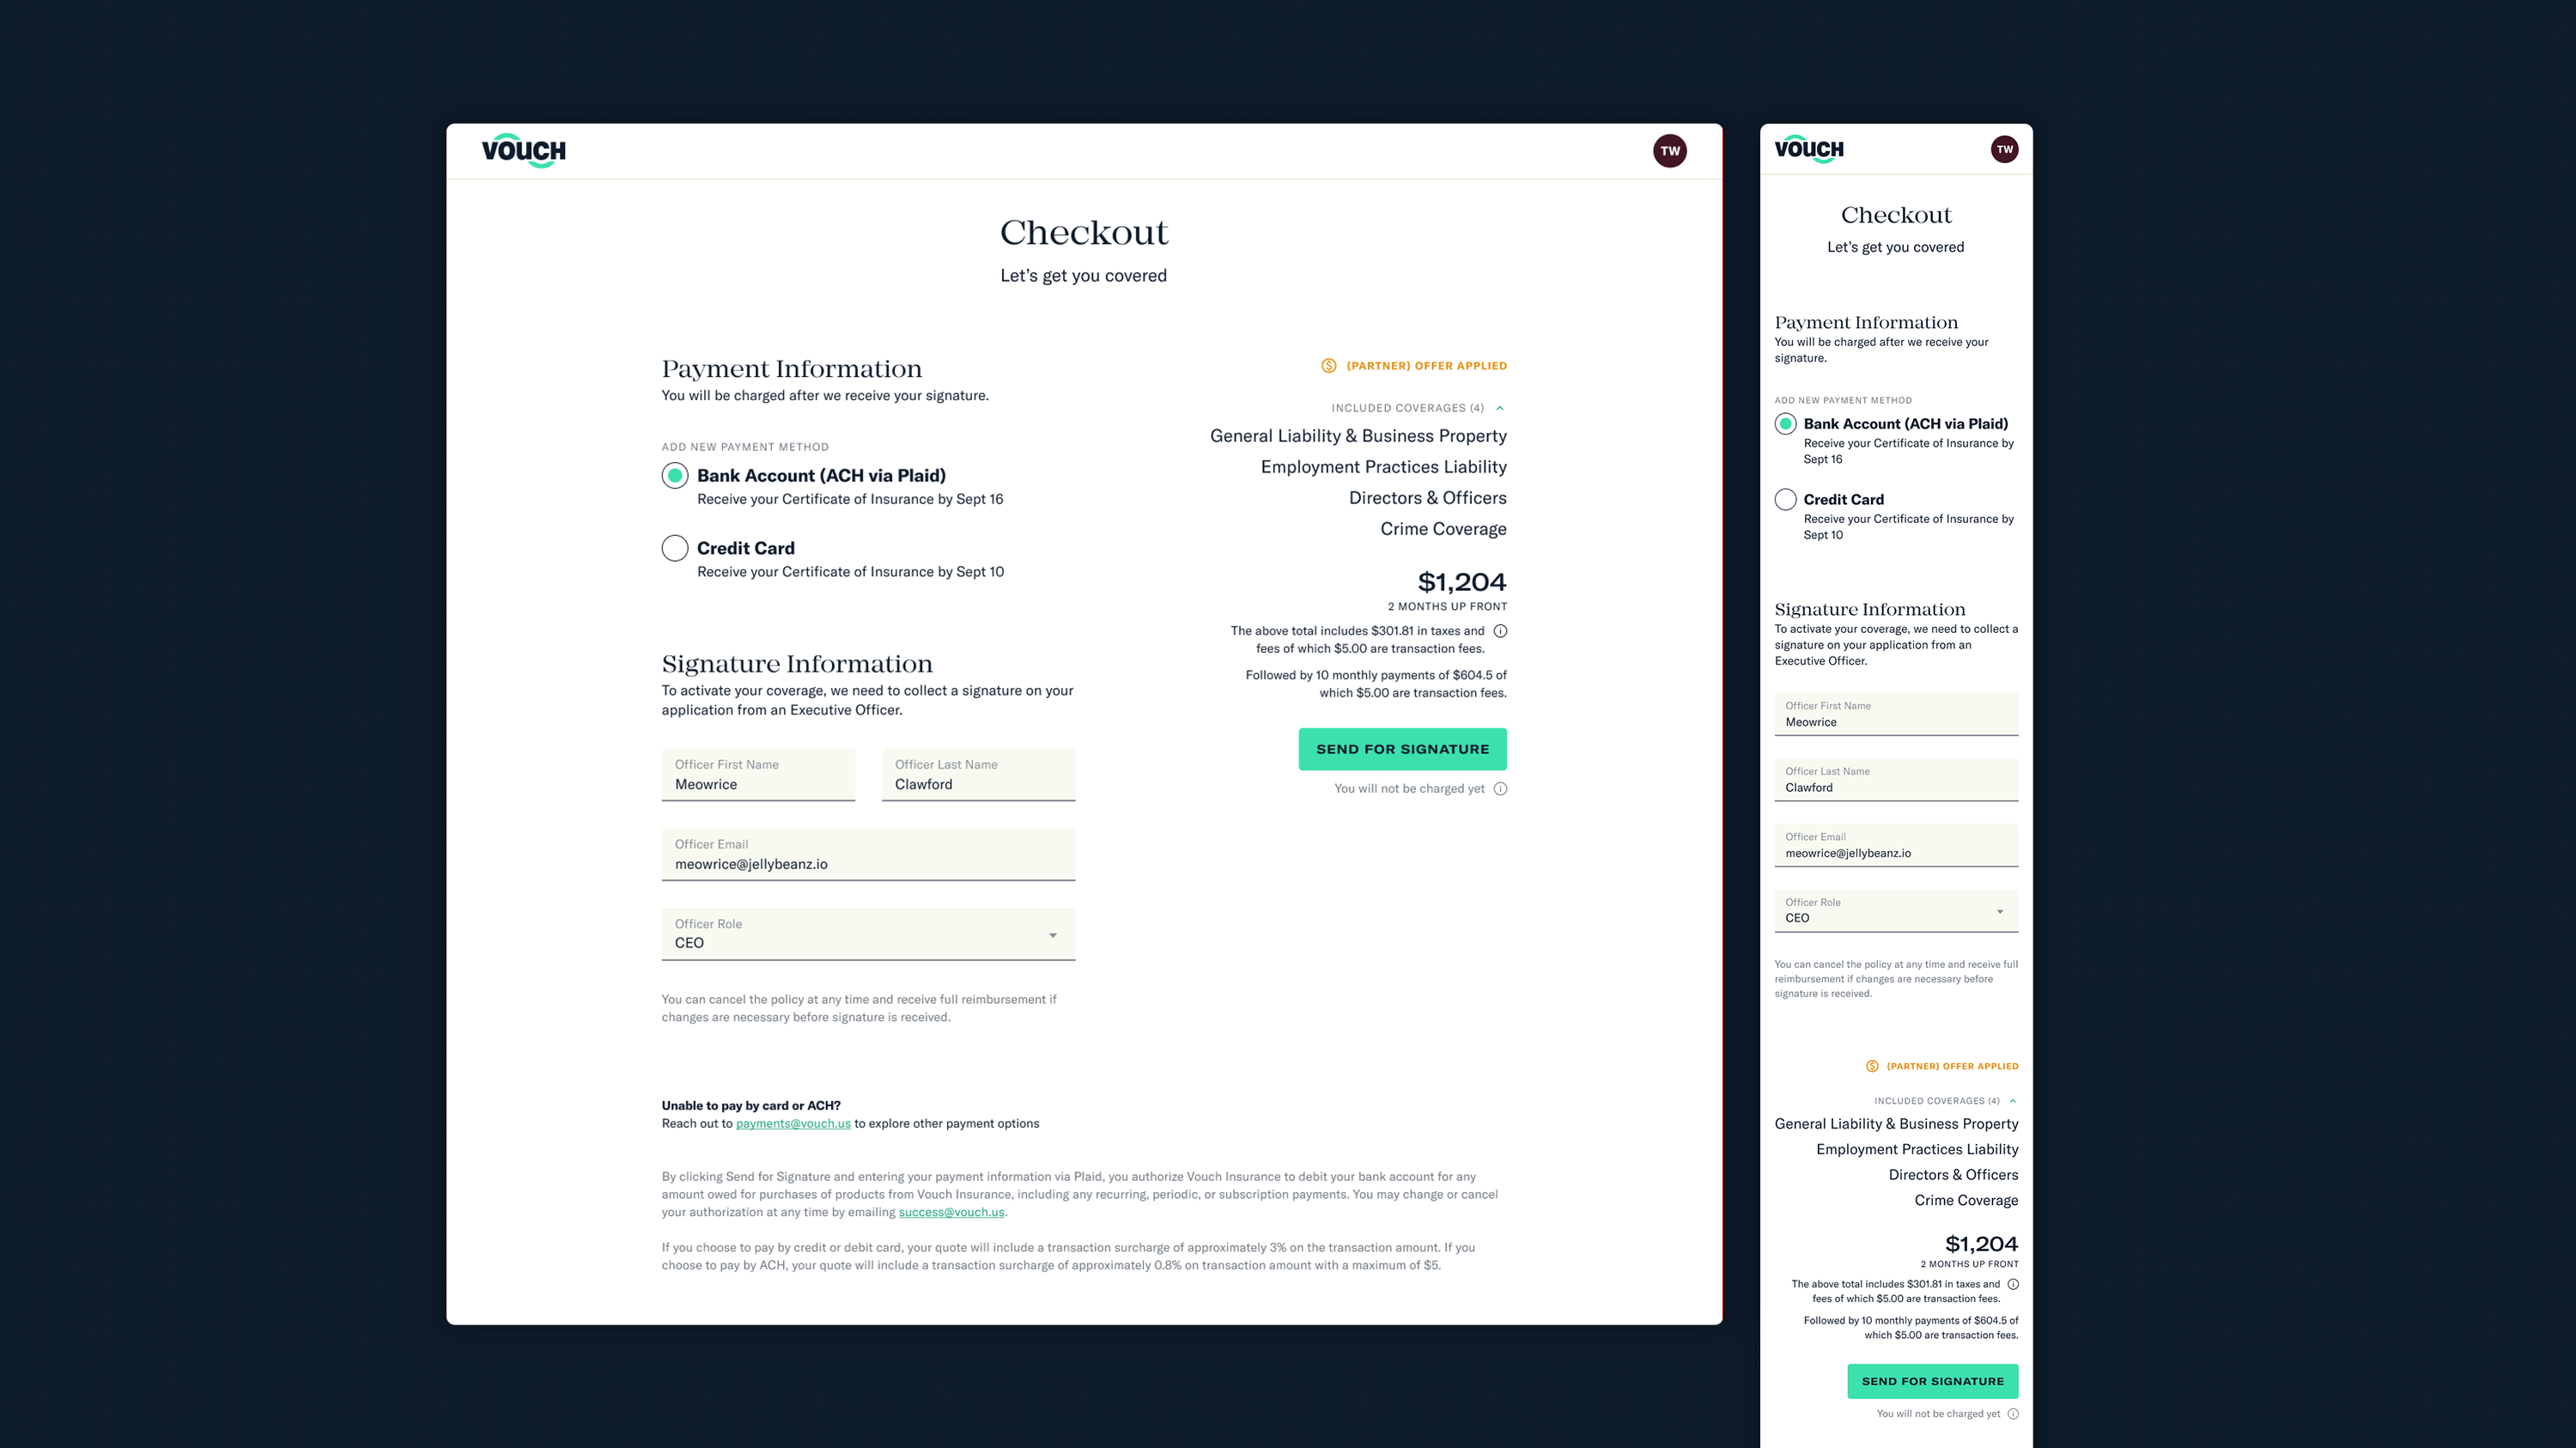 VOUCH
TW
Checkout
Let's get you covered
Payment Information
You will be charged after we receive your signature.
ADD NEW PAYMENT METHOD
Bank Account (ACH via Plaid)
Receive your Certificate of Insurance by Sept 16
Credit Card
Receive your Certificate of Insurance by Sept 10
Signature Information
To activate your coverage, we need to collect a signature on your
application from an Executive Officer.
Officer First Name
Meowrice
Officer Last Name
Clawford
Officer Email
meowrice@jellybeanz.io
Officer Role
CEO
You can cancel the policy at any time and receive full reimbursement if
changes are necessary before signature is received.
(PARTNER) OFFER APPLIED
INCLUDED COVERAGES (4)
General Liability & Business Property
Employment Practices Liability
Directors & Officers
Crime Coverage
$1,204
2 MONTHS UP FRONT
The above total includes $301.81 in taxes and
fees of which $5.00 are transaction fees.
Followed by 10 monthly payments of $604.5 of
which $5.00 are transaction fees.
SEND FOR SIGNATURE
You will not be charged yet
Unable to pay by card or ACH?
Reach out to payments@vouch.us to explore other payment options
By clicking Send for Signature and entering your payment information via Plaid, you authorize Vouch Insurance to debit your bank account for any
amount owed for purchases of products from Vouch Insurance, including any recurring, periodic, or subscription payments. You may change or cancel
your authorization at any time by emailing success@vouch.us.
If you choose to pay by credit or debit card, your quote will include a transaction surcharge of approximately 3% on the transaction amount. If you
choose to pay by ACH, your quote will include a transaction surcharge of approximately 0.8% on transaction amount with a maximum of $5.
VOUCH
TW
Checkout
Let's get you covered
Payment Information
You will be charged after we receive your
signature.
ADD NEW PAYMENT METHOD
Bank Account (ACH via Plaid)
Receive your Certificate of Insurance by
Sept 16
Credit Card
Receive your Certificate of Insurance by
Sept 10
Signature Information
To activate your coverage, we need to collect a
signature on your application from an
Executive Officer.
Officer First Name
Meowrice
Officer Last Name
Clawford
Officer Email
meowrice@jellybeanz.io
Officer Role
CEO
You can cancel the policy at any time and receive full
reimbursement if changes are necessary before
signature is received.
(PARTNER) OFFER APPLIED
INCLUDED COVERAGES (4)
General Liability & Business Property
Employment Practices Liability
Directors & Officers
Crime Coverage
$1,204
2 MONTHS UP FRONT
The above total includes $301.81 in taxes and
fees of which $5.00 are transaction fees.
Followed by 10 monthly payments of $604.5 of
which $5.00 are transaction fees.
SEND FOR SIGNATURE
You will not be charged yet